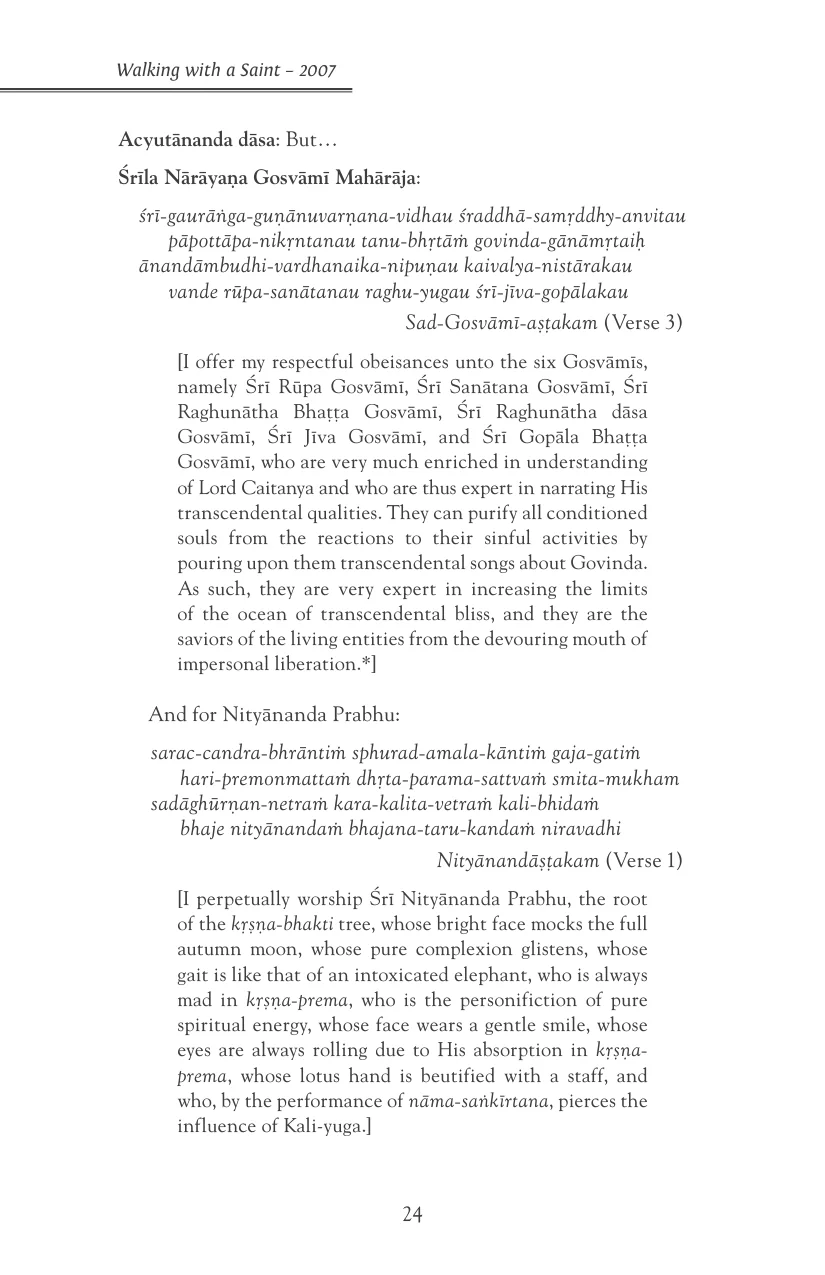 Walking with a Saint – 2007
Acyutānanda dāsa: But…
Śrīla Nārāyaṇa Gosvāmī Mahārāja:
śrī-gaurāṅga-guṇānuvarṇana-vidhau śraddhā-samṛddhy-anvitau
pāpottāpa-nikṛntanau tanu-bhṛtāṁ govinda-gānāmṛtaiḥ
ānandāmbudhi-vardhanaika-nipuṇau kaivalya-nistārakau
vande rūpa-sanātanau raghu-yugau śrī-jīva-gopālakau
Sad-Gosvāmī-aṣṭakam (Verse 3)
[I offer my respectful obeisances unto the six Gosvāmīs,
namely Śrī Rūpa Gosvāmī, Śrī Sanātana Gosvāmī, Śrī
Raghunātha Bhaṭṭa Gosvāmī, Śrī Raghunātha dāsa
Gosvāmī, Śrī Jīva Gosvāmī, and Śrī Gopāla Bhaṭṭa
Gosvāmī, who are very much enriched in understanding
of Lord Caitanya and who are thus expert in narrating His
transcendental qualities. They can purify all conditioned
souls from the reactions to their sinful activities by
pouring upon them transcendental songs about Govinda.
As such, they are very expert in increasing the limits
of the ocean of transcendental bliss, and they are the
saviors of the living entities from the devouring mouth of
impersonal liberation.*]
And for Nityānanda Prabhu:
sarac-candra-bhrāntiṁ sphurad-amala-kāntiṁ gaja-gatiṁ
hari-premonmattaṁ dhṛta-parama-sattvaṁ smita-mukham
sadāghūrṇan-netraṁ kara-kalita-vetraṁ kali-bhidaṁ
bhaje nityānandaṁ bhajana-taru-kandaṁ niravadhi
Nityānandāṣṭakam (Verse 1)
[I perpetually worship Śrī Nityānanda Prabhu, the root
of the kṛṣṇa-bhakti tree, whose bright face mocks the full
autumn moon, whose pure complexion glistens, whose
gait is like that of an intoxicated elephant, who is always
mad in kṛṣṇa-prema, who is the personifiction of pure
spiritual energy, whose face wears a gentle smile, whose
eyes are always rolling due to His absorption in kṛṣṇa-
prema, whose lotus hand is beutified with a staff, and
who, by the performance of nāma-saṅkīrtana, pierces the
influence of Kali-yuga.]
24